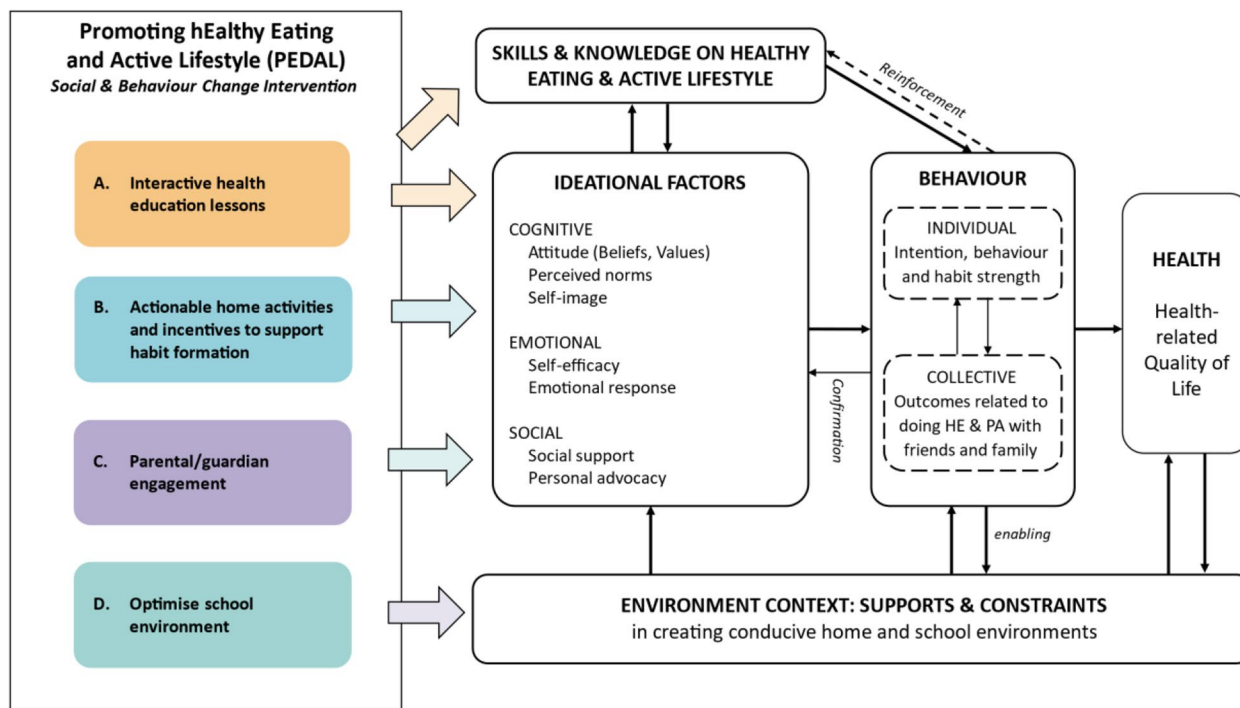 Promoting hEalthy Eating
and Active Lifestyle (PEDAL)
Social & Behaviour Change Intervention
A. Interactive health
education lessons
B. Actionable home activities
and incentives to support
habit formation
C. Parental/guardian
engagement
D. Optimise school
environment
SKILLS & KNOWLEDGE ON HEALTHY
EATING & ACTIVE LIFESTYLE
Reinforcement
IDEATIONAL FACTORS
COGNITIVE
Attitude (Beliefs, Values)
Perceived norms
Self-image
EMOTIONAL
Self-efficacy
Emotional response
SOCIAL
Social support
Personal advocacy
Confirmation
BEHAVIOUR
INDIVIDUAL
Intention, behaviour
and habit strength
COLLECTIVE
Outcomes related to
doing HE & PA with
friends and family
enabling
HEALTH
Health-
related
Quality of
Life
ENVIRONMENT CONTEXT: SUPPORTS & CONSTRAINTS
in creating conducive home and school environments